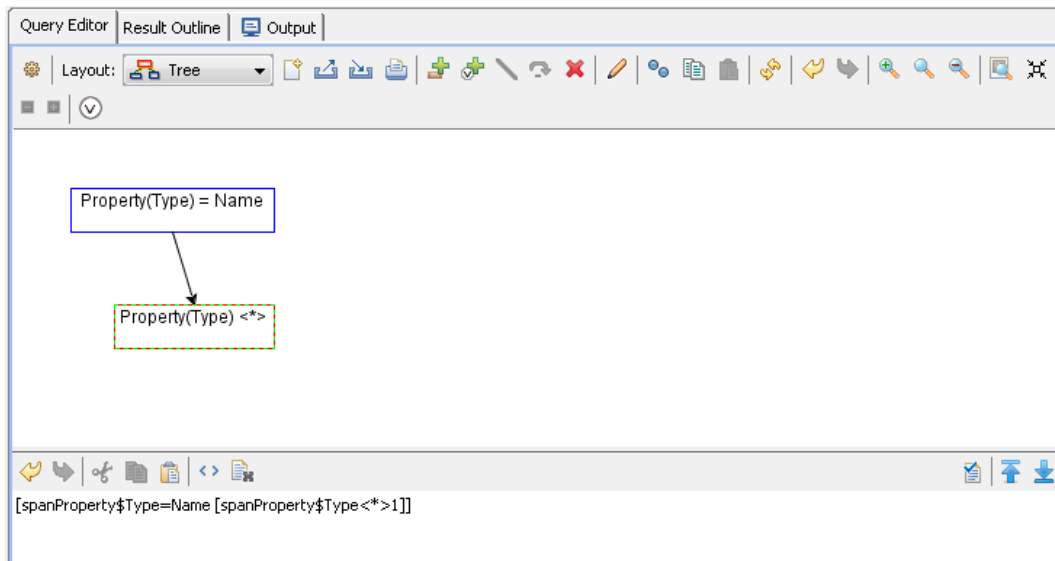 Query Editor Result Outline Output
Layout: Tree
Property(Type) = Name
Property(Type) <*>
[spanProperty$Type=Name [spanProperty$Type<*>1]]